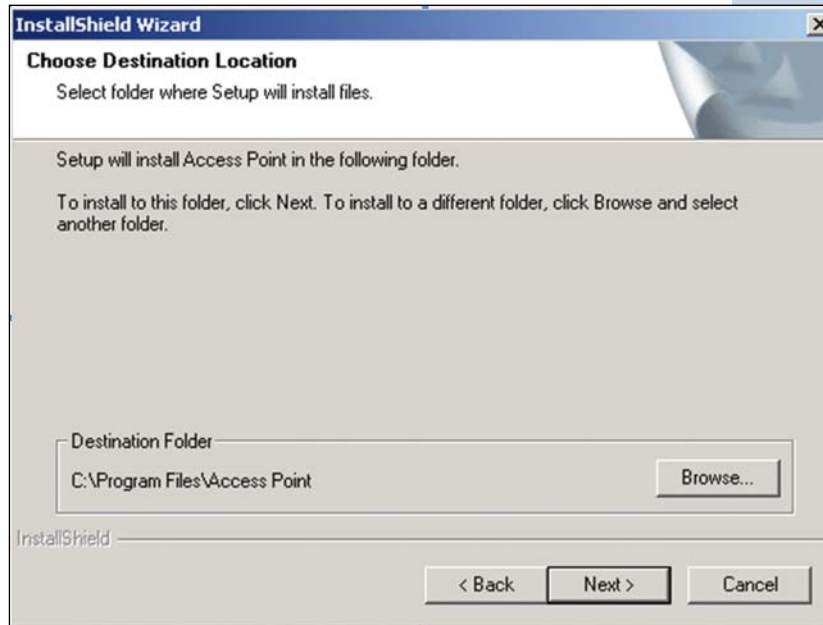 InstallShield Wizard
Choose Destination Location
Select folder where Setup will install files.
Setup will install Access Point in the following folder.
To install to this folder, click Next. To install to a different folder, click Browse and select
another folder.
Destination Folder
C:\Program Files\Access Point
Browse...
InstallShield
< Back
Next >
Cancel